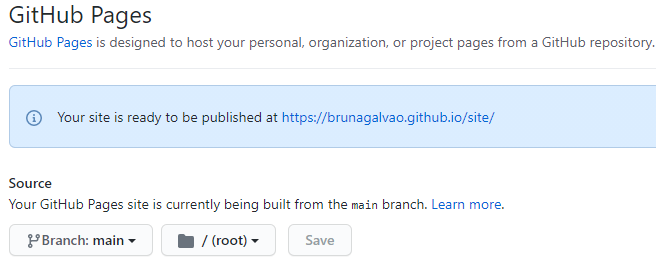 GitHub Pages
GitHub Pages is designed to host your personal, organization, or project pages from a GitHub repository.
Your site is ready to be published at https://brunagalvao.github.io/site/
Source
Your GitHub Pages site is currently being built from the main branch. Learn more.
Branch: main / (root) Save